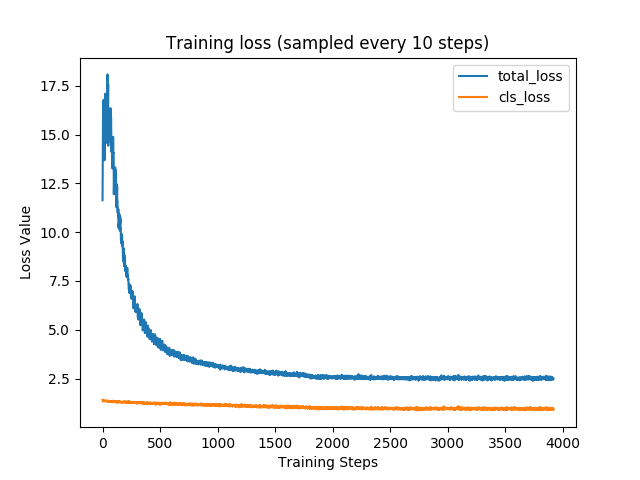 Training loss (sampled every 10 steps)
total_loss
cls_loss
17.5
15.0
12.5
10.0
7.5
5.0
2.5
Loss Value
0 500 1000 1500 2000 2500 3000 3500 4000
Training Steps